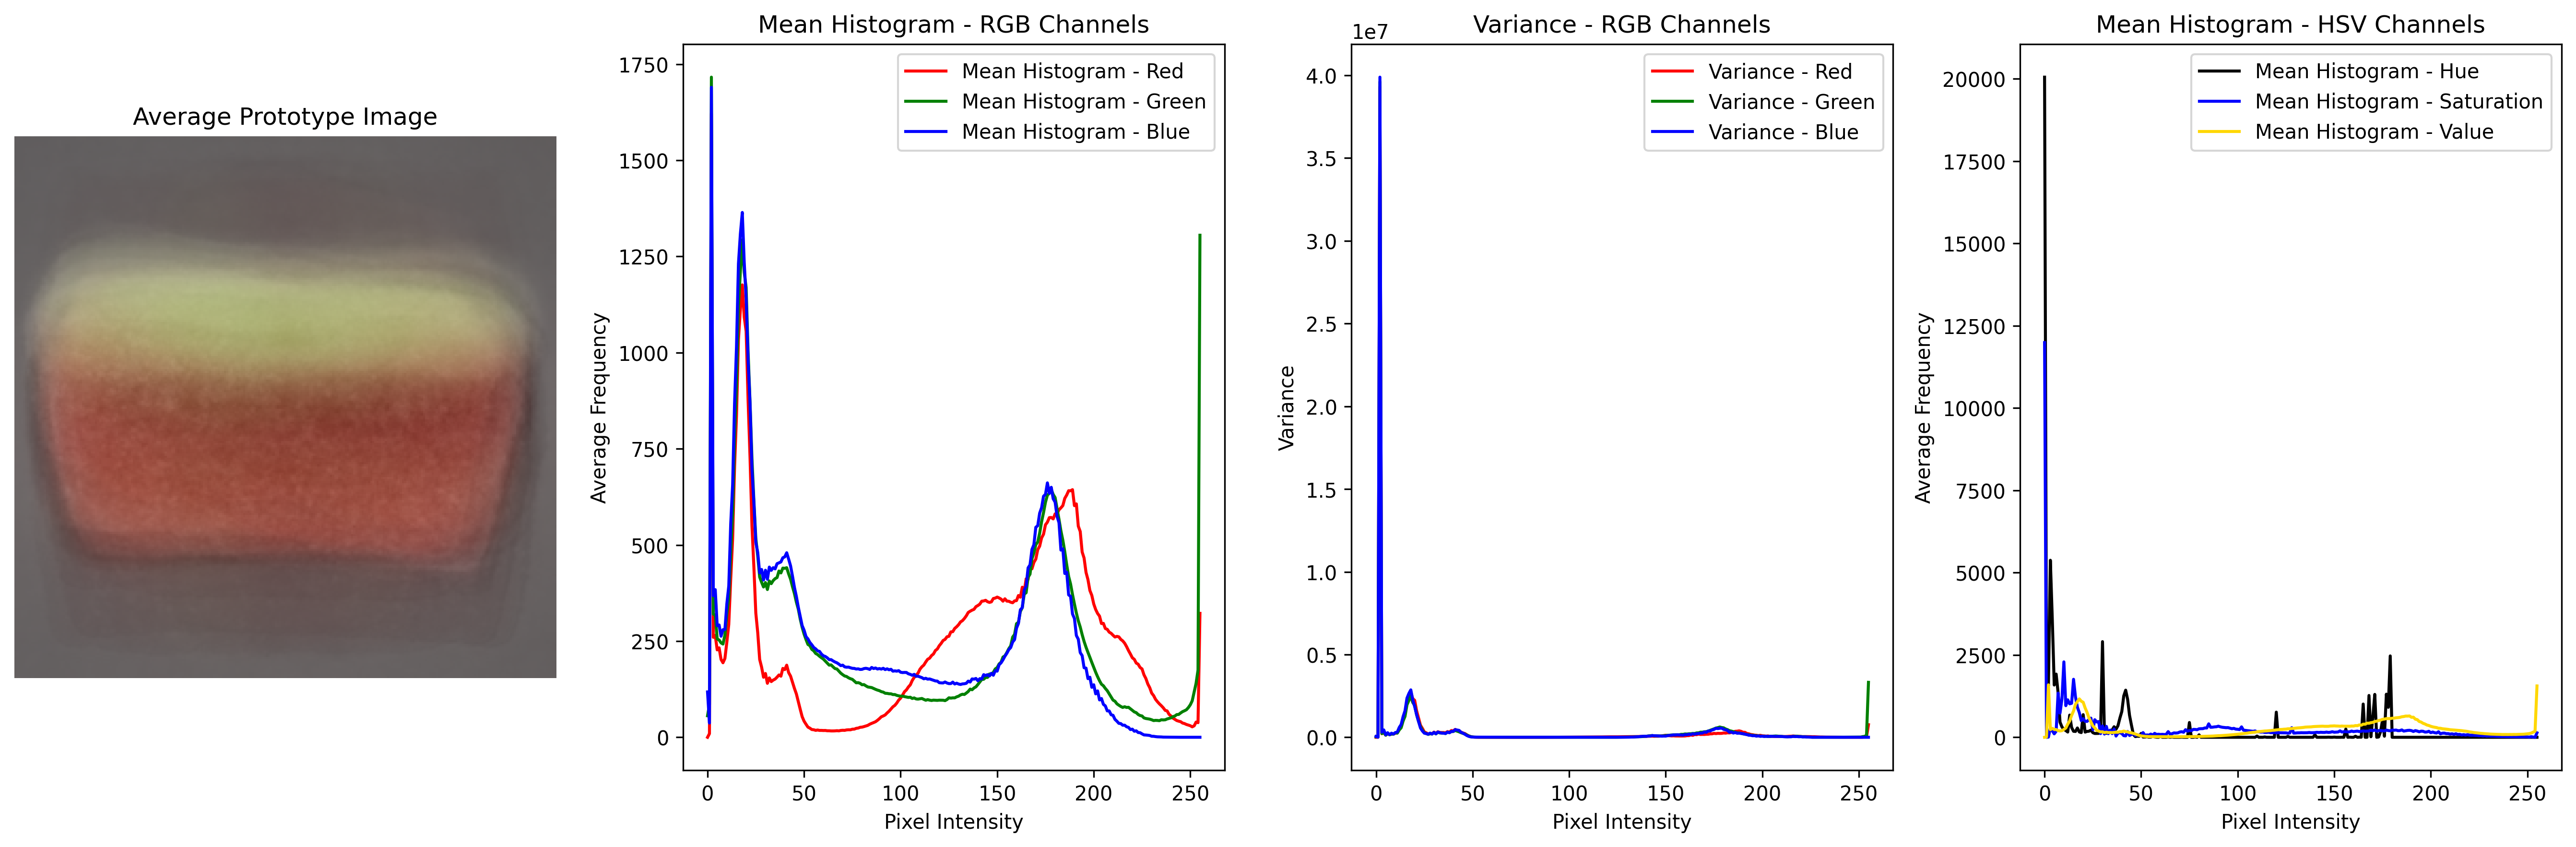 Average Prototype Image
Mean Histogram - RGB Channels
Mean Histogram - Red
Mean Histogram - Green
Mean Histogram - Blue
Average Frequency
1750
1500
1250
1000
750
500
250
0
0 50 100 150 200 250
Pixel Intensity
Variance - RGB Channels
1e7
Variance - Red
Variance - Green
Variance - Blue
Variance
4.0
3.5
3.0
2.5
2.0
1.5
1.0
0.5
0.0
0 50 100 150 200 250
Pixel Intensity
Mean Histogram - HSV Channels
Mean Histogram - Hue
Mean Histogram - Saturation
Mean Histogram - Value
Average Frequency
20000
17500
15000
12500
10000
7500
5000
2500
0
0 50 100 150 200 250
Pixel Intensity